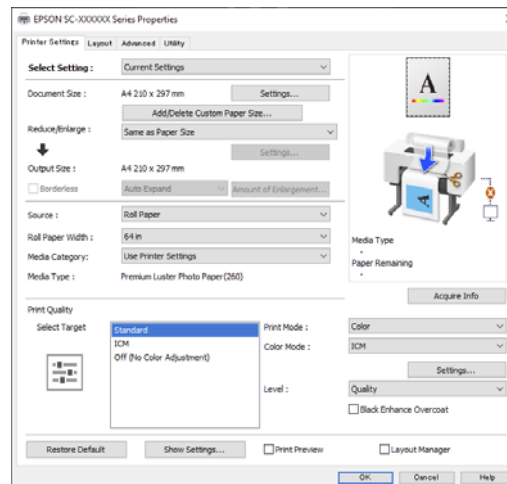 EPSON SC-XXXXXX Series Properties
Printer Settings Layout Advanced Utility
Select Setting : Current Settings
Document Size : A4 210 x 297 mm Settings...
Add/Delete Custom Paper Size...
Reduce/Enlarge : Same as Paper Size
Settings...
Output Size : A4 210 x 297 mm
Borderless Auto Expand Amount of Enlargement...
Source : Roll Paper
Roll Paper Width : 64 in
Media Category: Use Printer Settings
Media Type : Premium Luster Photo Paper(260)
A
Media Type
-
Paper Remaining
-
Acquire Info
Print Quality
Select Target
Standard
ICM
Off (No Color Adjustment)
Print Mode : Color
Color Mode : ICM
Settings...
Level : Quality
Black Enhance Overcoat
Restore Default Show Settings... Print Preview Layout Manager
OK Cancel Help